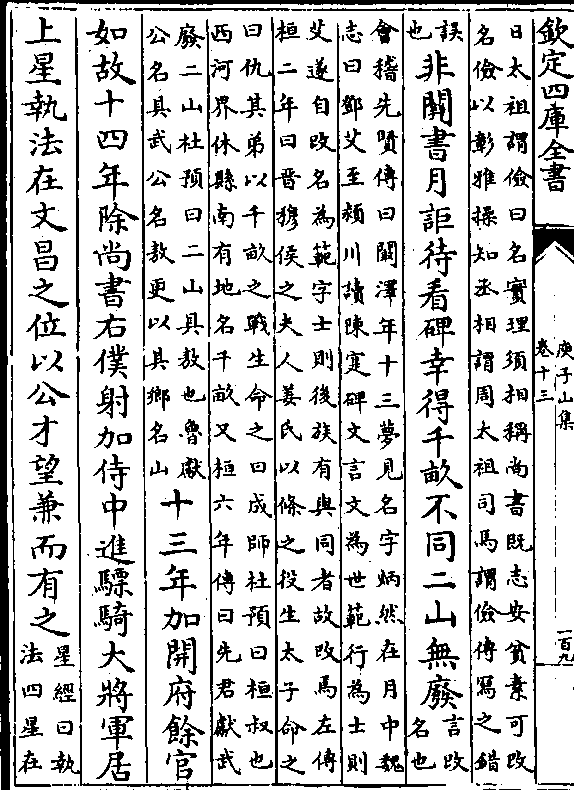 欽定四庫全書
庾子山集
卷十三
一百九
曰太祖謂儉曰名實理須相稱尚書既志安貧素可改
名儉以彰雅操知丞相謂周太祖司馬謂儉傳寫之錯
誤
也
非關書月詎待看碑幸得千畝不同二山無廢
言改
名也
會稽先賢傳曰闞澤年十三夢見名字炳然在月中魏
志曰鄧艾至潁川讀陳寔碑文言文為世範行為士則
艾遂自改名為範字士則後族有與同者故改焉左傳
桓二年曰晉穆侯之夫人姜氏以條之役生太子命之
曰仇其弟以千畝之戰生命之曰成師杜預曰桓叔也
西河界休縣南有地名千畝又桓六年傳曰先君獻武
廢二山杜預曰二山具敖也魯獻
公名具武公名敖更以其鄉名山
十三年加開府餘官
如故十四年除尚書右僕射加侍中進驃騎大將軍居
上星執法在文昌之位以公才望兼而有之
星經曰執
法四星在